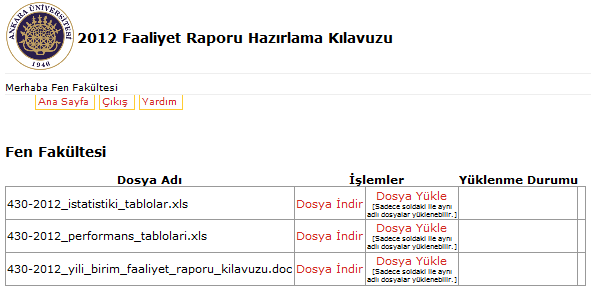 ANKARA ÜNİVERSİTESİ
1946
2012 Faaliyet Raporu Hazırlama Kılavuzu
Merhaba Fen Fakültesi
Ana Sayfa Çıkış Yardım
Fen Fakültesi
Dosya Adı İşlemler Yüklenme Durumu
430-2012_istatistiki_tablolar.xls Dosya İndir Dosya Yükle
[Sadece soldaki ile aynı
adlı dosyalar yüklenebilir.]
430-2012_performans_tablolari.xls Dosya İndir Dosya Yükle
[Sadece soldaki ile aynı
adlı dosyalar yüklenebilir.]
430-2012_yili_birim_faaliyet_raporu_kilavuzu.doc Dosya İndir Dosya Yükle
[Sadece soldaki ile aynı
adlı dosyalar yüklenebilir.]